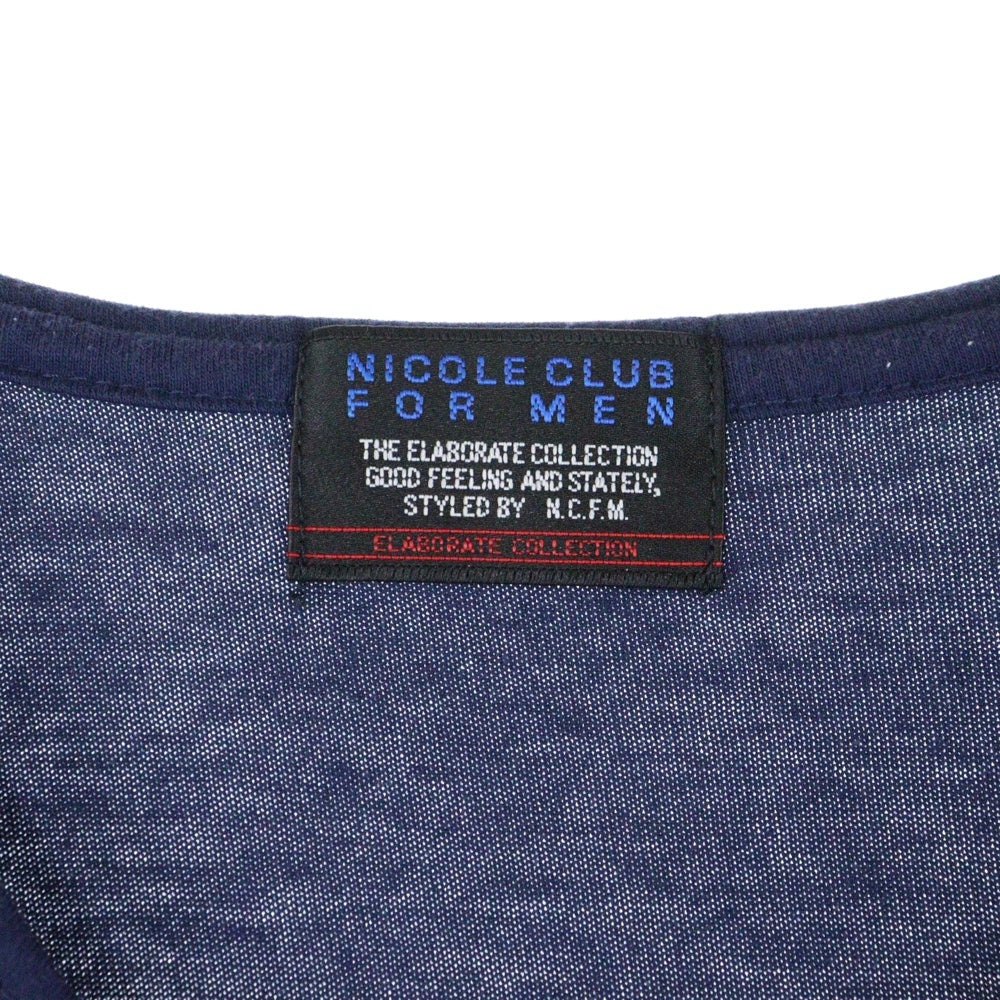 NICOLE CLUB
FOR MEN
THE ELABORATE COLLECTION
GOOD FEELING AND STATELY,
STYLED BY N.C.F.M.
ELABORATE COLLECTION